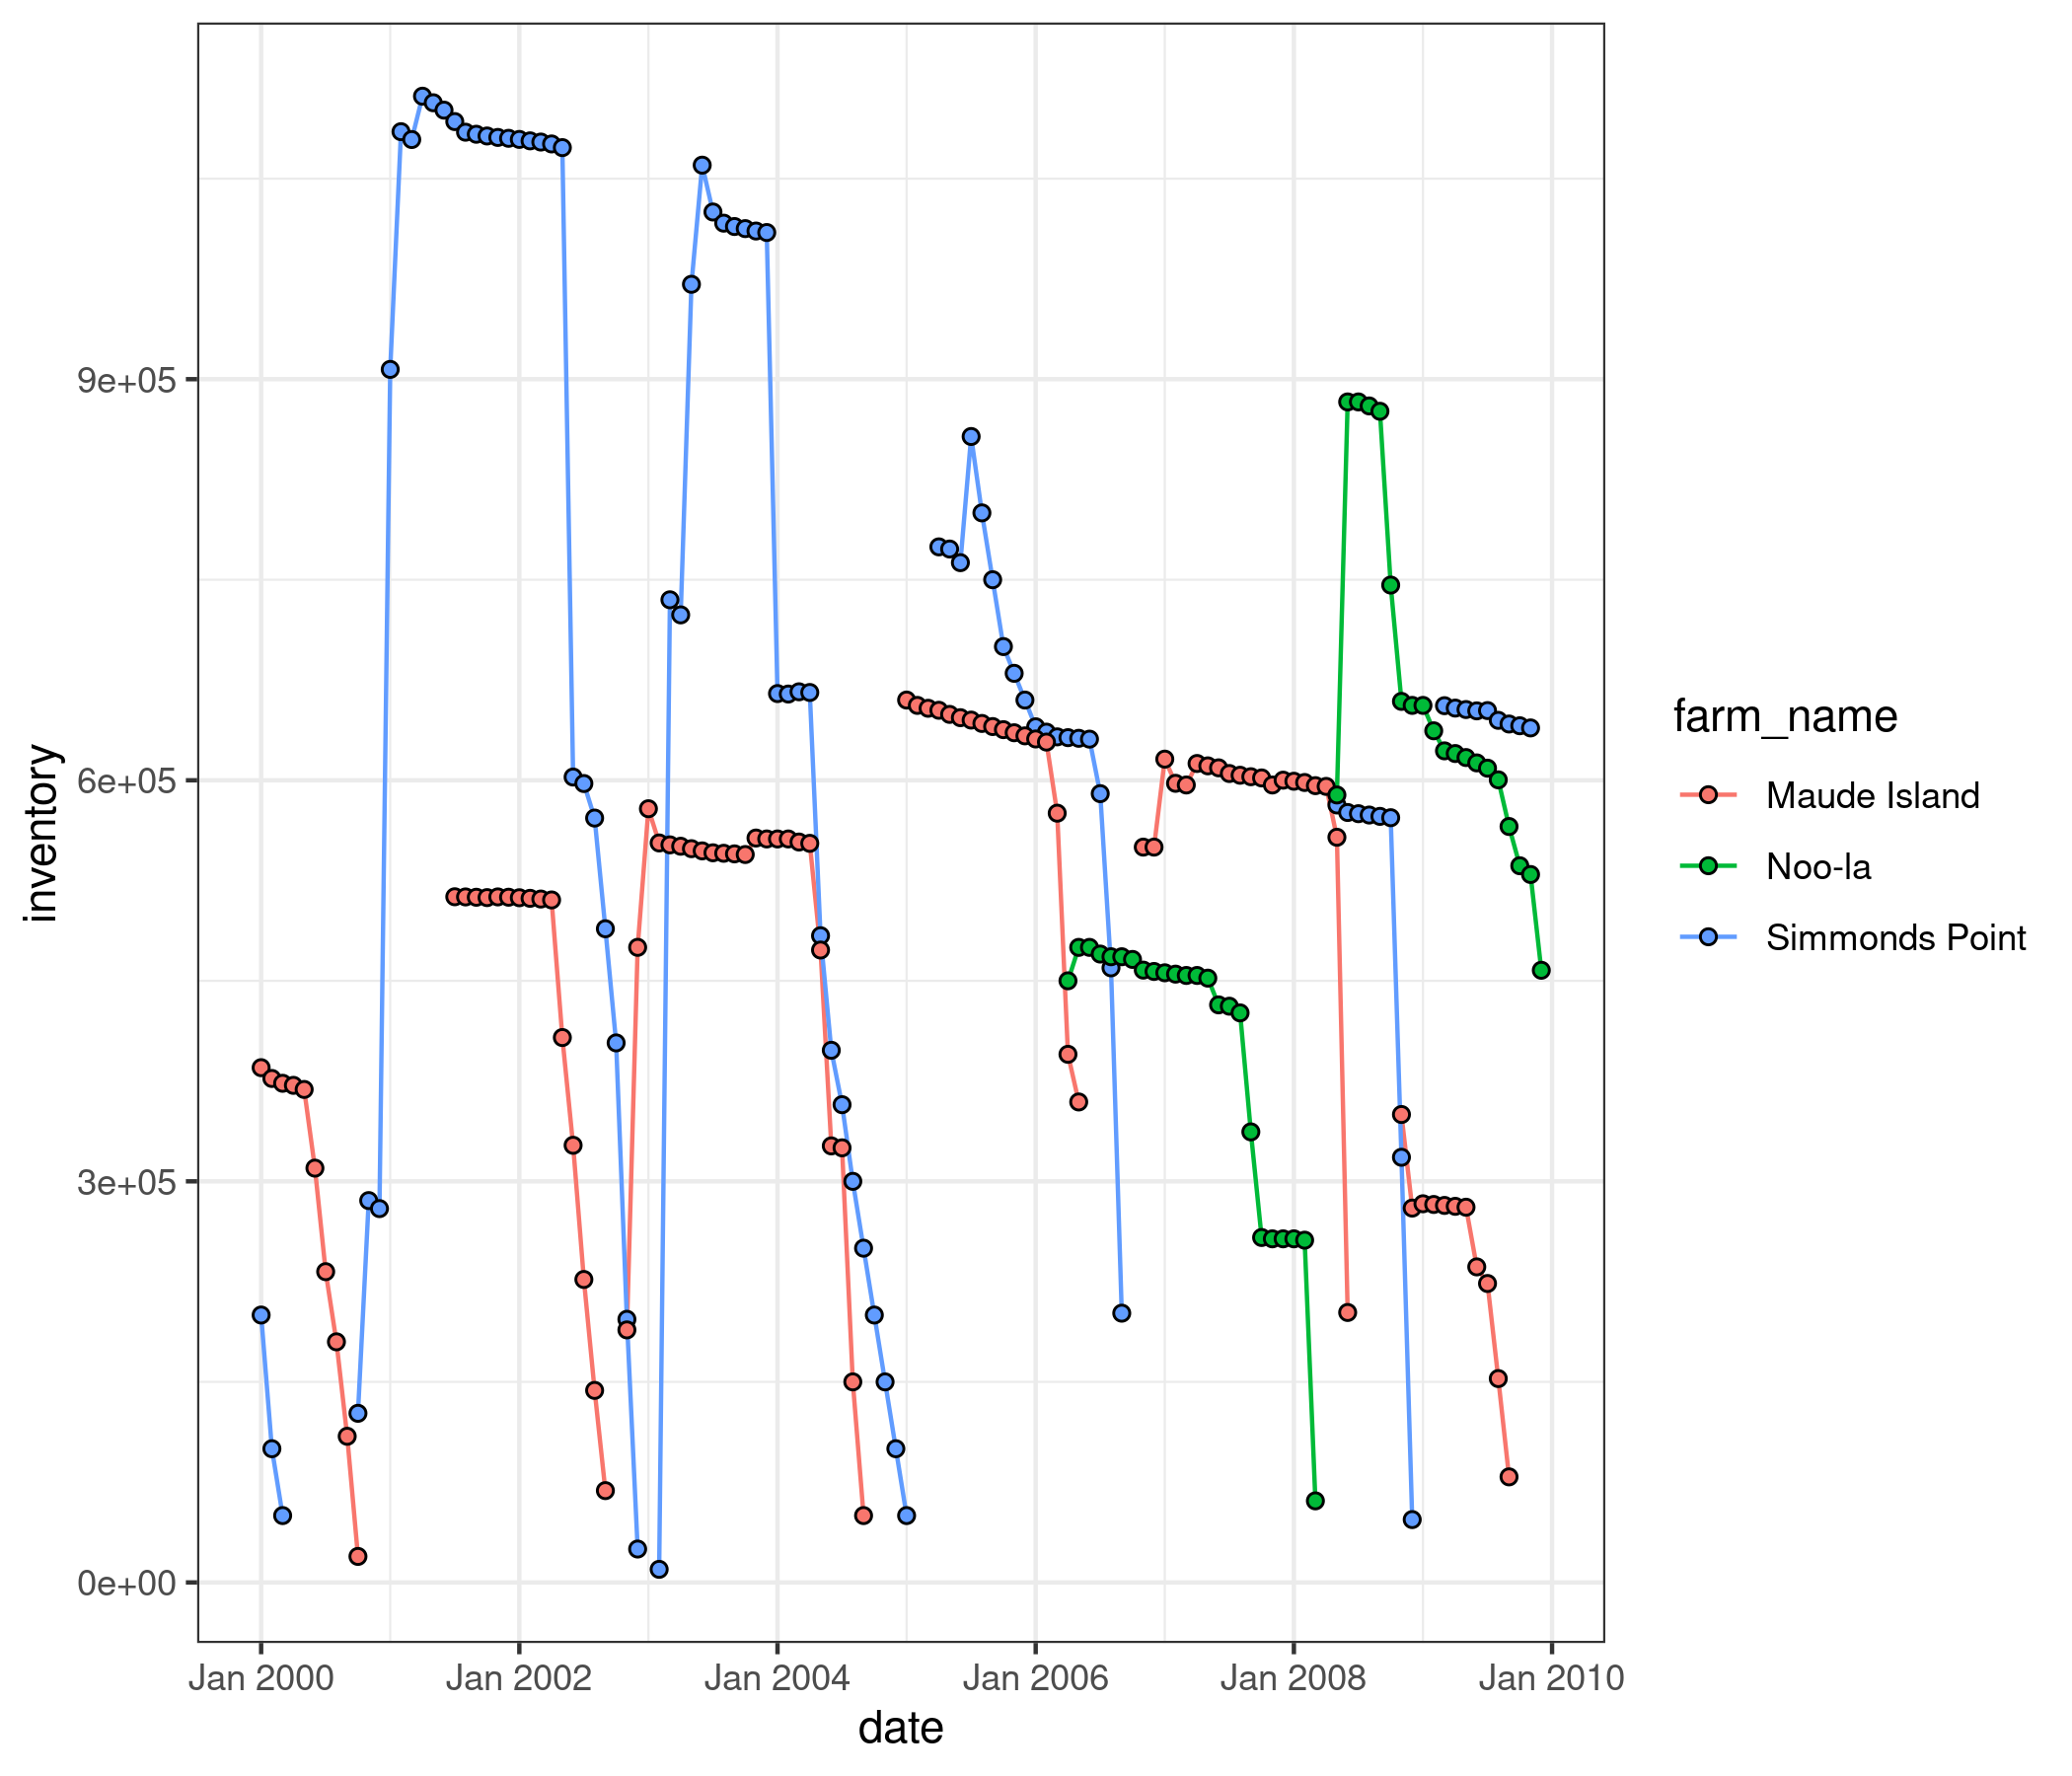 9e+05
6e+05
3e+05
0e+00
inventory
Jan 2000
Jan 2002
Jan 2004
Jan 2006
Jan 2008
Jan 2010
date
farm_name
Maude Island
Noo-la
Simmonds Point